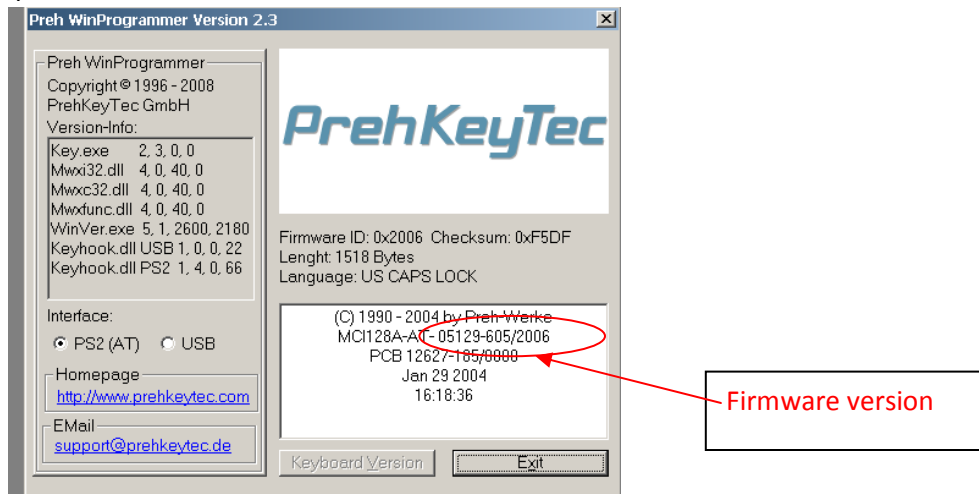 Preh WinProgrammer Version 2.3
Preh WinProgrammer
Copyright © 1996 - 2008
PrehKeyTec GmbH
Version-Info:
Key.exe 2, 3, 0, 0
Mwxi32.dll 4, 0, 40, 0
Mwxc32.dll 4, 0, 40, 0
Mwxfunc.dll 4, 0, 40, 0
WinVer.exe 5, 1, 2600, 2180
Keyhook.dll USB 1, 0, 0, 22
Keyhook.dll PS2 1, 4, 0, 66
Interface:
PS2 (AT) USB
Homepage
http://www.prehkeytec.com
EMail
support@prehkeytec.de
PrehKeyTec
Firmware ID: 0x2006 Checksum: 0xF5DF
Lenght: 1518 Bytes
Language: US CAPS LOCK
(C) 1990 - 2004 by Preh-Werke
MCI128A-AT- 05129-605/2006
PCB 12627-185/0000
Jan 29 2004
16:18:36
Keyboard Version Exit
Firmware version